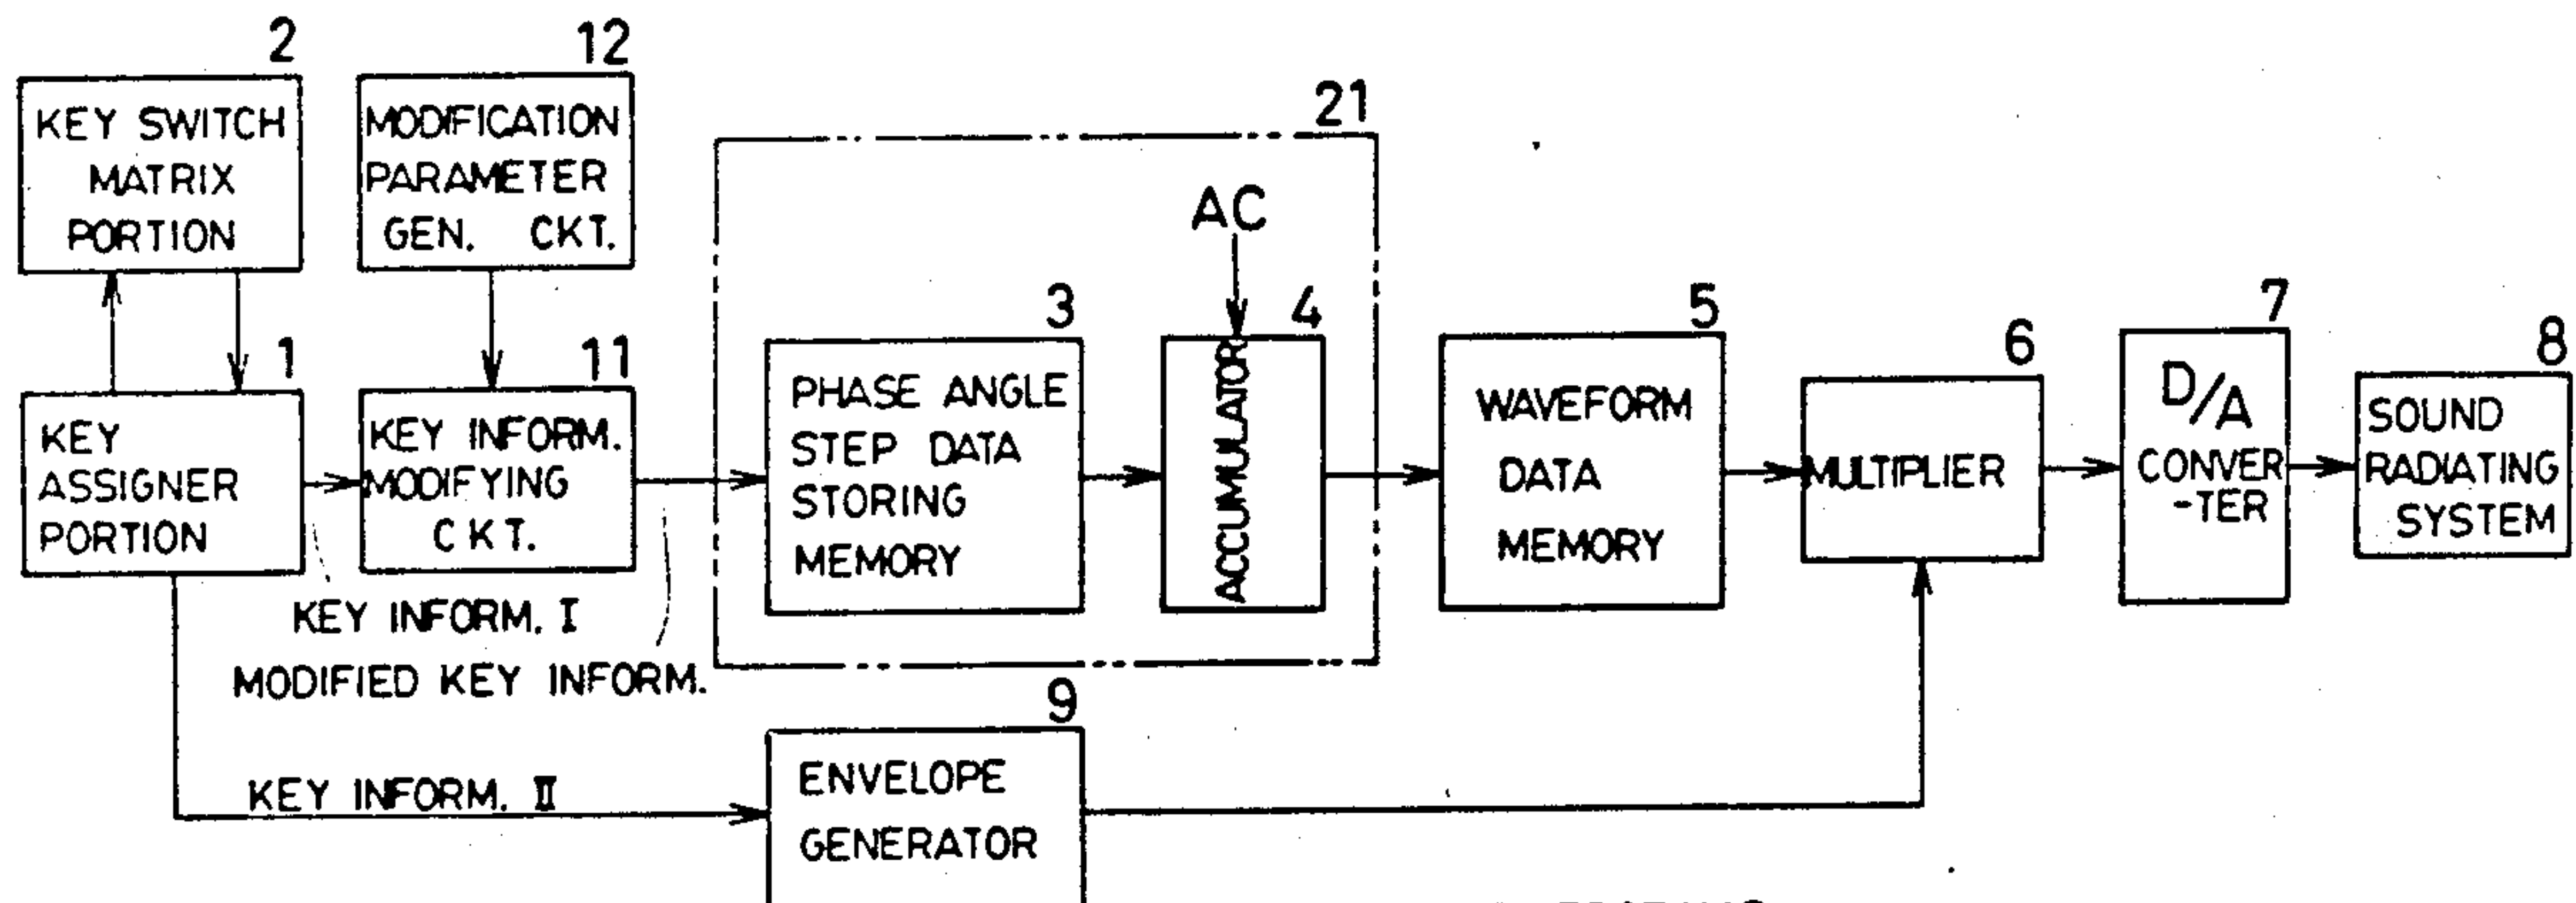 2
KEY SWITCH
MATRIX
PORTION
12
MODIFICATION
PARAMETER
GEN. CKT.
21
AC
1
KEY
ASSIGNER
PORTION
11
KEY INFORM.
MODIFYING
CKT.
3
PHASE ANGLE
STEP DATA
STORING
MEMORY
4
ACCUMULATOR
5
WAVEFORM
DATA
MEMORY
6
MULTIPLIER
7
D/A
CONVER
-TER
8
SOUND
RADIATING
SYSTEM
KEY INFORM. I
MODIFIED KEY INFORM.
KEY INFORM. II
9
ENVELOPE
GENERATOR